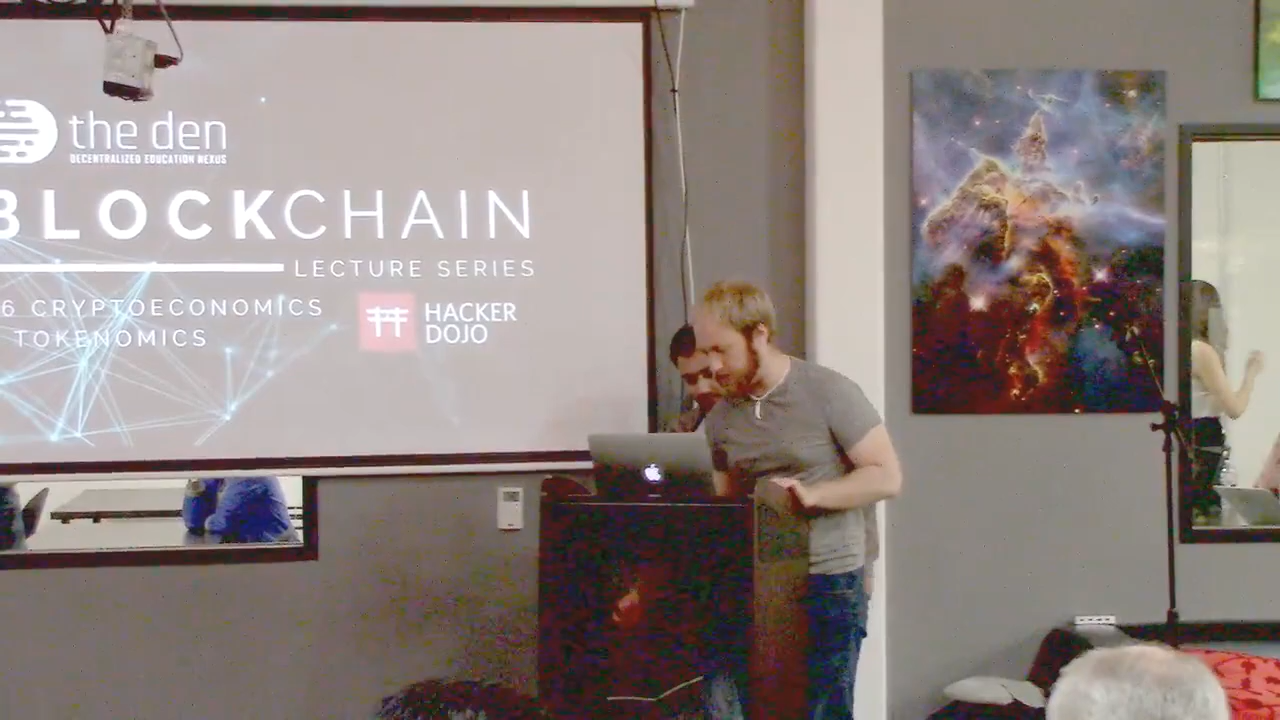 the den
DECENTRALIZED EDUCATION NEXUS
BLOCKCHAIN
LECTURE SERIES
6 CRYPTOECONOMICS
TOKENOMICS
HACKER
DOJO